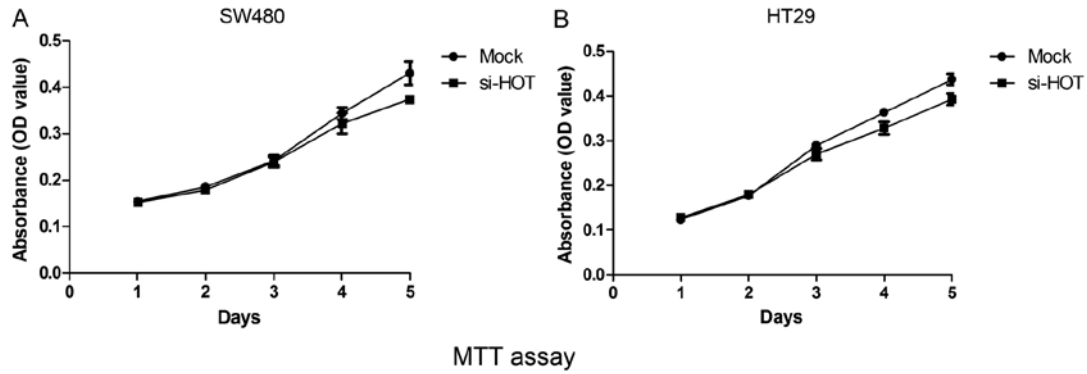 A
SW480
0.5
0.4
0.3
0.2
0.1
0.0
Absorbance (OD value)
0
1
2
3
4
5
Days
Mock
si-HOT
B
HT29
0.5
0.4
0.3
0.2
0.1
0.0
Absorbance (OD value)
0
1
2
3
4
5
Days
Mock
si-HOT
MTT assay